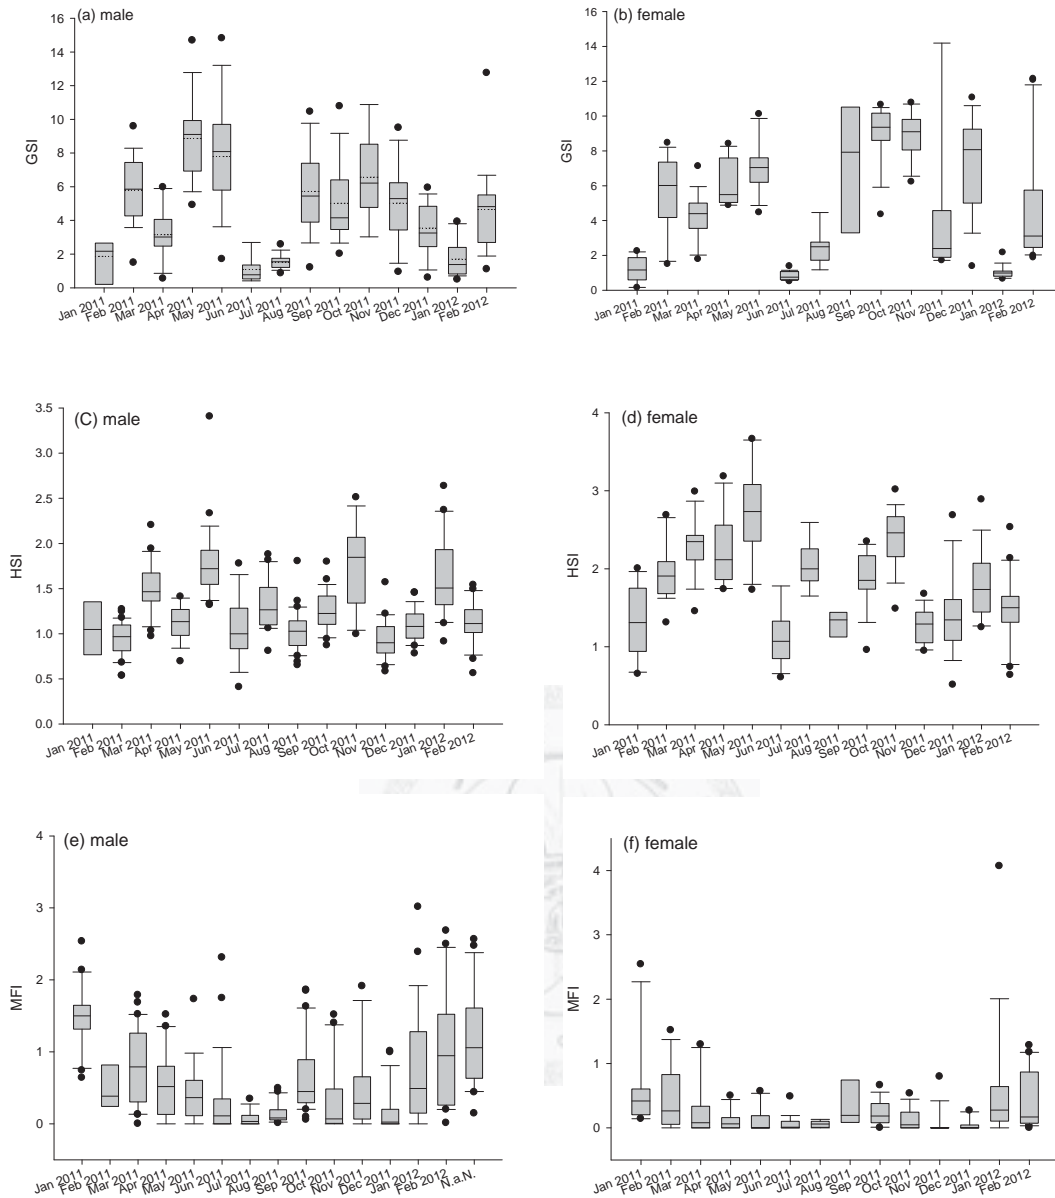 (a) male
16
14
12
10
8
6
4
2
0
GSI
Jan 2011
Feb 2011
Mar 2011
Apr 2011
May 2011
Jun 2011
Jul 2011
Aug 2011
Sep 2011
Oct 2011
Nov 2011
Dec 2011
Jan 2012
Feb 2012
(b) female
16
14
12
10
8
6
4
2
0
GSI
Jan 2011
Feb 2011
Mar 2011
Apr 2011
May 2011
Jun 2011
Jul 2011
Aug 2011
Sep 2011
Oct 2011
Nov 2011
Dec 2011
Jan 2012
Feb 2012
(C) male
3.5
3.0
2.5
2.0
1.5
1.0
0.5
0.0
HSI
Jan 2011
Feb 2011
Mar 2011
Apr 2011
May 2011
Jun 2011
Jul 2011
Aug 2011
Sep 2011
Oct 2011
Nov 2011
Dec 2011
Jan 2012
Feb 2012
(d) female
4
3
2
1
0
HSI
Jan 2011
Feb 2011
Mar 2011
Apr 2011
May 2011
Jun 2011
Jul 2011
Aug 2011
Sep 2011
Oct 2011
Nov 2011
Dec 2011
Jan 2012
Feb 2012
(e) male
4
3
2
1
0
MFI
Jan 2011
Feb 2011
Mar 2011
Apr 2011
May 2011
Jun 2011
Jul 2011
Aug 2011
Sep 2011
Oct 2011
Nov 2011
Dec 2011
Jan 2012
Feb 2012
N.a.N.
(f) female
4
3
2
1
0
MFI
Jan 2011
Feb 2011
Mar 2011
Apr 2011
May 2011
Jun 2011
Jul 2011
Aug 2011
Sep 2011
Oct 2011
Nov 2011
Dec 2011
Jan 2012
Feb 2012